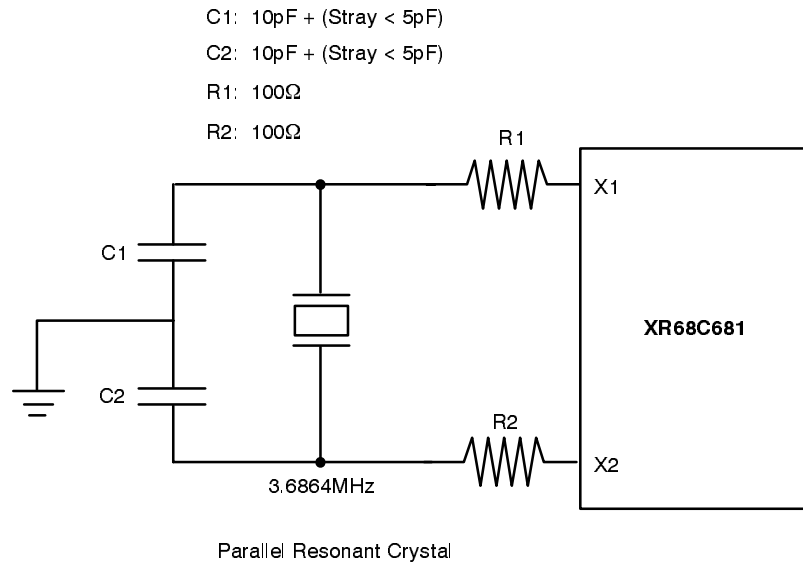 C1: 10pF + (Stray < 5pF)
C2: 10pF + (Stray < 5pF)
R1: 100Ω
R2: 100Ω
R1
X1
C1
XR68C681
C2
R2
X2
3.6864MHz
Parallel Resonant Crystal